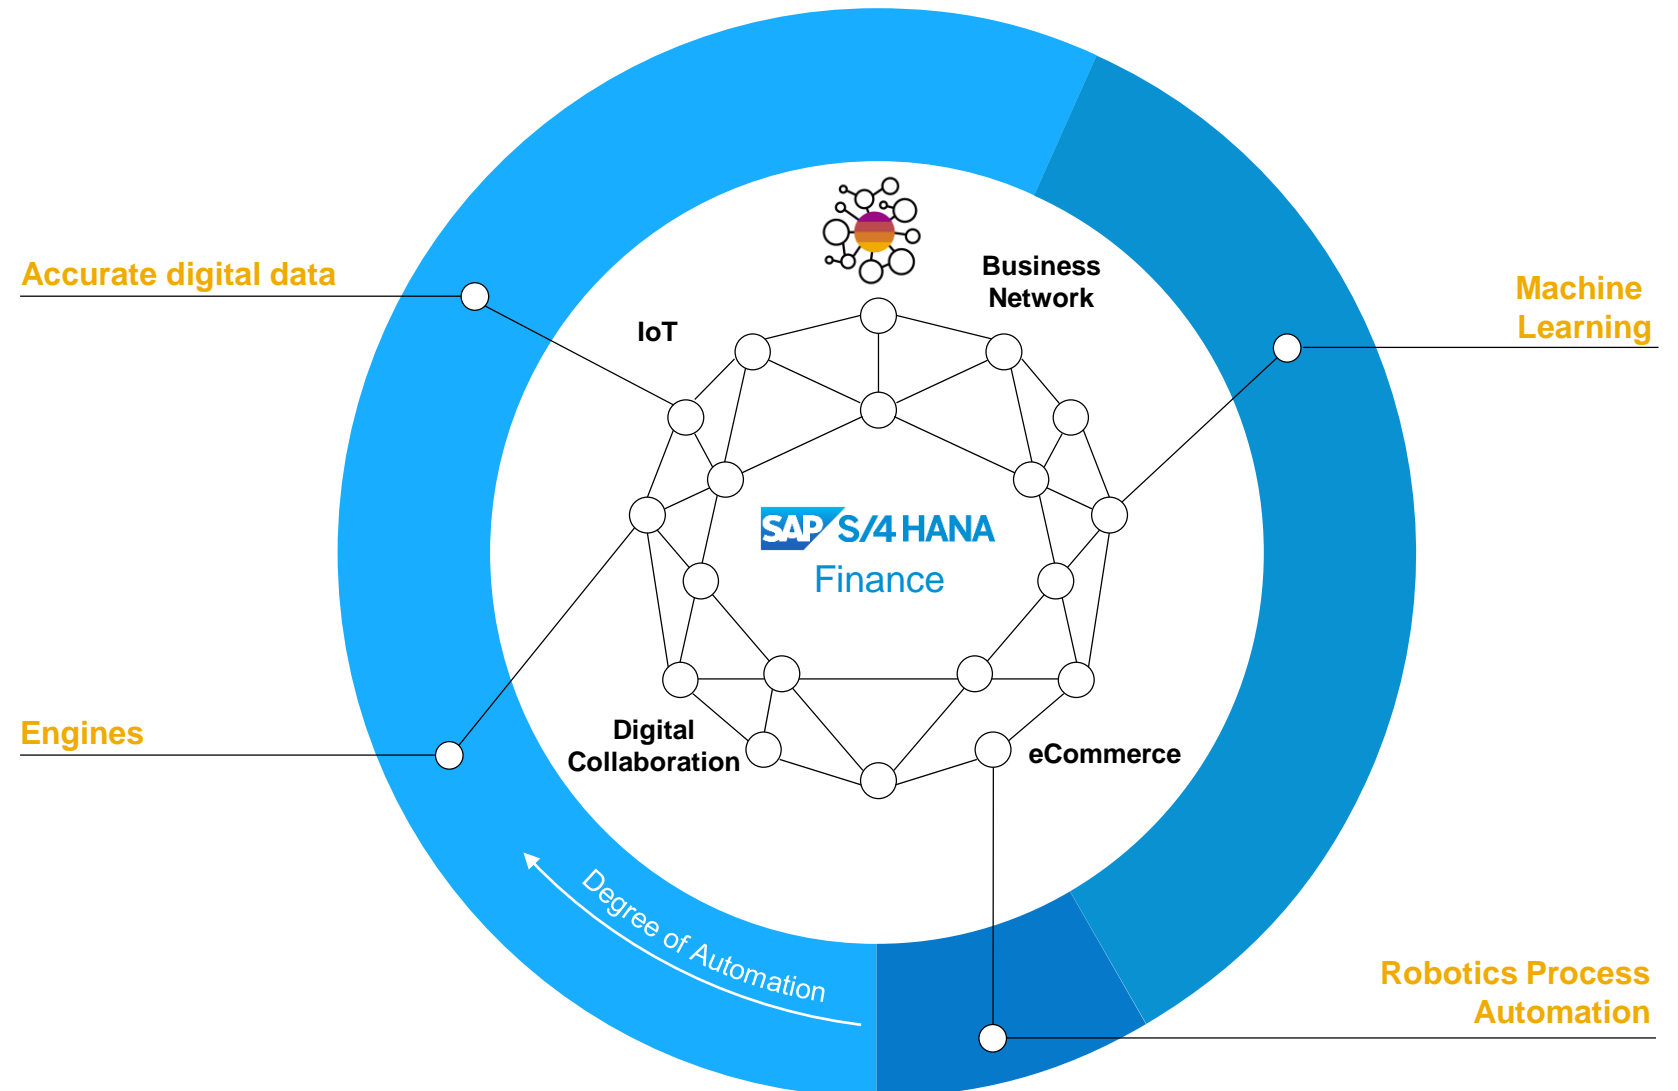 Accurate digital data
IoT
Business
Network
Machine
Learning
SAP S/4HANA
Finance
Engines
Digital
Collaboration
eCommerce
Degree of Automation
Robotics Process
Automation